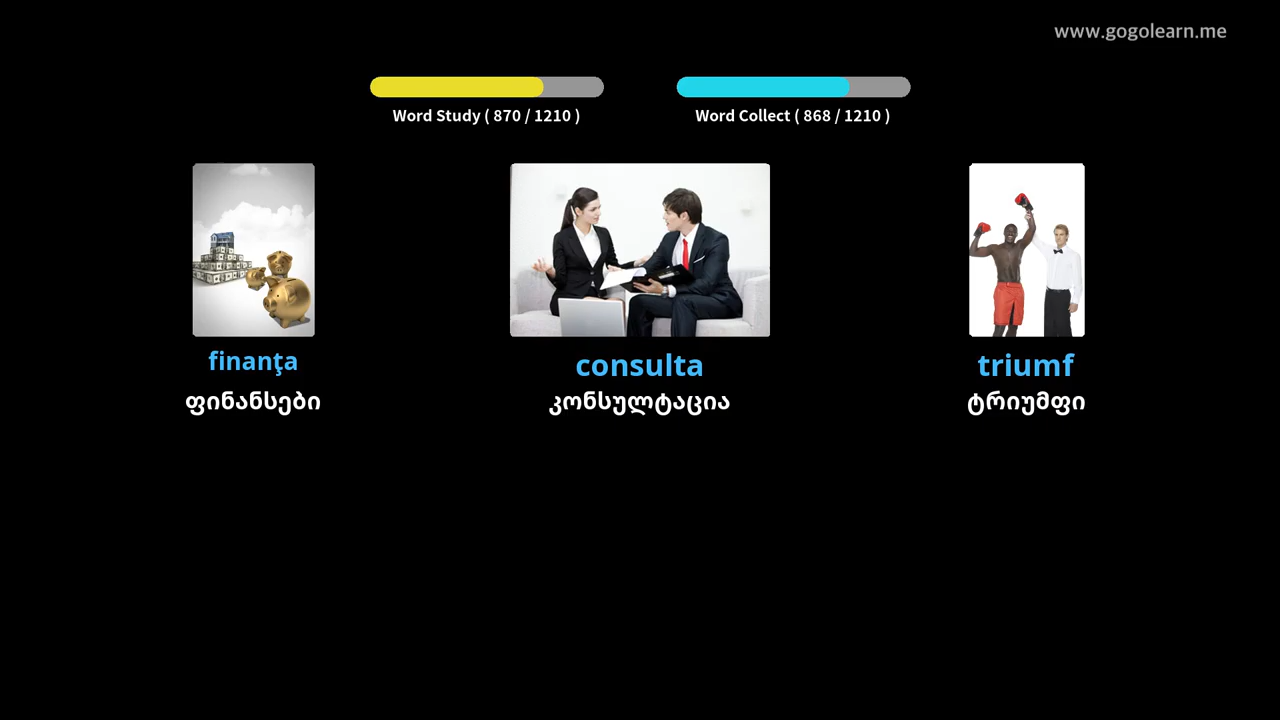 www.gogolearn.me
Word Study ( 870 / 1210 )
Word Collect ( 868 / 1210 )
finanţa
consulta
triumf
ფინანსები
კონსულტაცია
ტრიუმფი